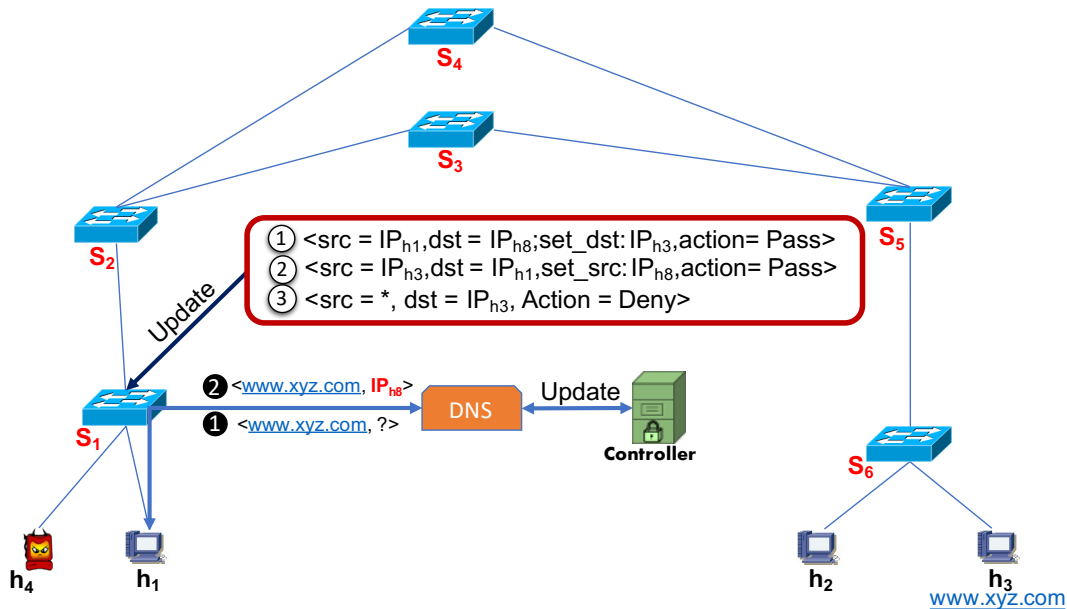 S4
S3
S2
S5
① <src = IPh1,dst = IPh8;set_dst: IPh3,action= Pass>
② <src = IPh3,dst = IPh1,set_src: IPh8,action= Pass>
③ <src = *, dst = IPh3, Action = Deny>
Update
❷ <www.xyz.com, IPh8>
❶ <www.xyz.com, ?>
DNS
Update
Controller
S1
S6
h4
h1
h2
h3
www.xyz.com